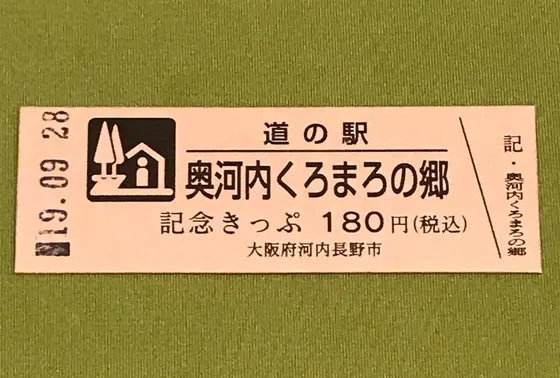 19.09 28
道の駅
奥河内くろまろの郷
記念きっぷ 180円(税込)
大阪府河内長野市
記・奥河内くろまろの郷